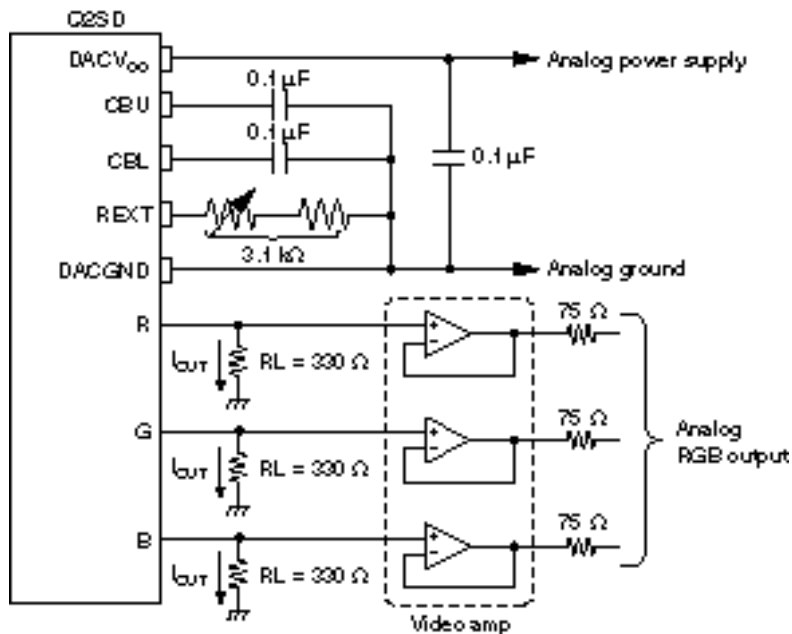 Q2SD
DACVCC
Analog power supply
0.1 μF
CBU
0.1 μF
CBL
0.1 μF
REXT
3.1 kΩ
DACGND
Analog ground
R
75 Ω
IOUT
RL = 330 Ω
G
75 Ω
IOUT
RL = 330 Ω
Analog
RGB output
B
75 Ω
IOUT
RL = 330 Ω
Video amp